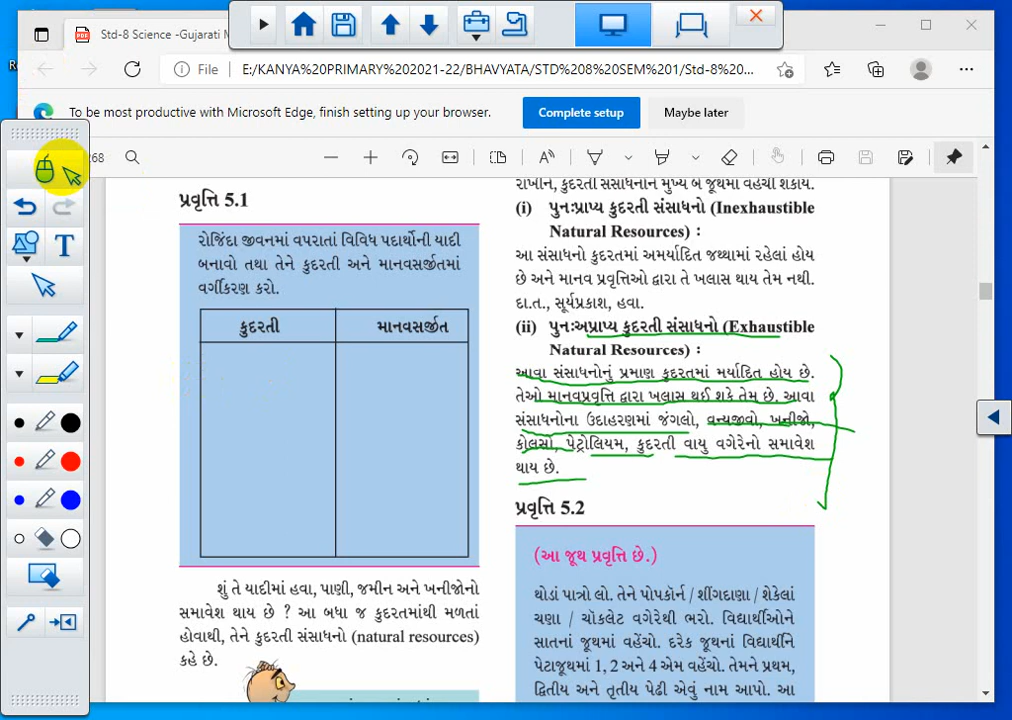 Std-8 Science -Gujarati M
File
E:/KANYA%20PRIMARY%202021-22/BHAVYATA/STD%208%20SEM%201/Std-8%20...
To be most productive with Microsoft Edge, finish setting up your browser.
Complete setup
Maybe later
68
પ્રવૃત્તિ 5.1
રોજિંદા જીવનમાં વપરાતાં વિવિધ પદાર્થોની યાદી
બનાવો તથા તેને કુદરતી અને માનવસર્જીતમાં
વર્ગીકરણ કરો.
કુદરતી
માનવસર્જીત
શું તે યાદીમાં હવા, પાણી, જમીન અને ખનીજોનો
સમાવેશ થાય છે ? આ બધા જ કુદરતમાંથી મળતાં
હોવાથી, તેને કુદરતી સંસાધનો (natural resources)
કહે છે.
રાખીને, કુદરતી સંસાધનોને મુખ્ય બે જૂથમાં વહેંચી શકાય.
(i) પુનઃપ્રાપ્ય કુદરતી સંસાધનો (Inexhaustible
Natural Resources) :
આ સંસાધનો કુદરતમાં અમર્યાદિત જથ્થામાં રહેલાં હોય
છે અને માનવ પ્રવૃત્તિઓ દ્વારા તે ખલાસ થાય તેમ નથી.
દા.ત., સૂર્યપ્રકાશ, હવા.
(ii) પુનઃઅપ્રાપ્ય કુદરતી સંસાધનો (Exhaustible
Natural Resources) :
આવા સંસાધનોનું પ્રમાણ કુદરતમાં મર્યાદિત હોય છે.
તેઓ માનવપ્રવૃત્તિ દ્વારા ખલાસ થઈ શકે તેમ છે. આવા
સંસાધનોના ઉદાહરણમાં જંગલો, વન્યજીવો, ખનીજો,
કોલસો, પેટ્રોલિયમ, કુદરતી વાયુ વગેરેનો સમાવેશ
થાય છે.
પ્રવૃત્તિ 5.2
(આ જૂથ પ્રવૃત્તિ છે.)
થોડાં પાત્રો લો. તેને પોપકૉર્ન / શીંગદાણા / શેકેલાં
ચણા / ચૉકલેટ વગેરેથી ભરો. વિદ્યાર્થીઓને
સાતનાં જૂથમાં વહેંચો. દરેક જૂથનાં વિદ્યાર્થીને
પેટાજૂથમાં 1, 2 અને 4 એમ વહેંચો. તેમને પ્રથમ,
દ્વિતીય અને તૃતીય પેઢી એવું નામ આપો. આ